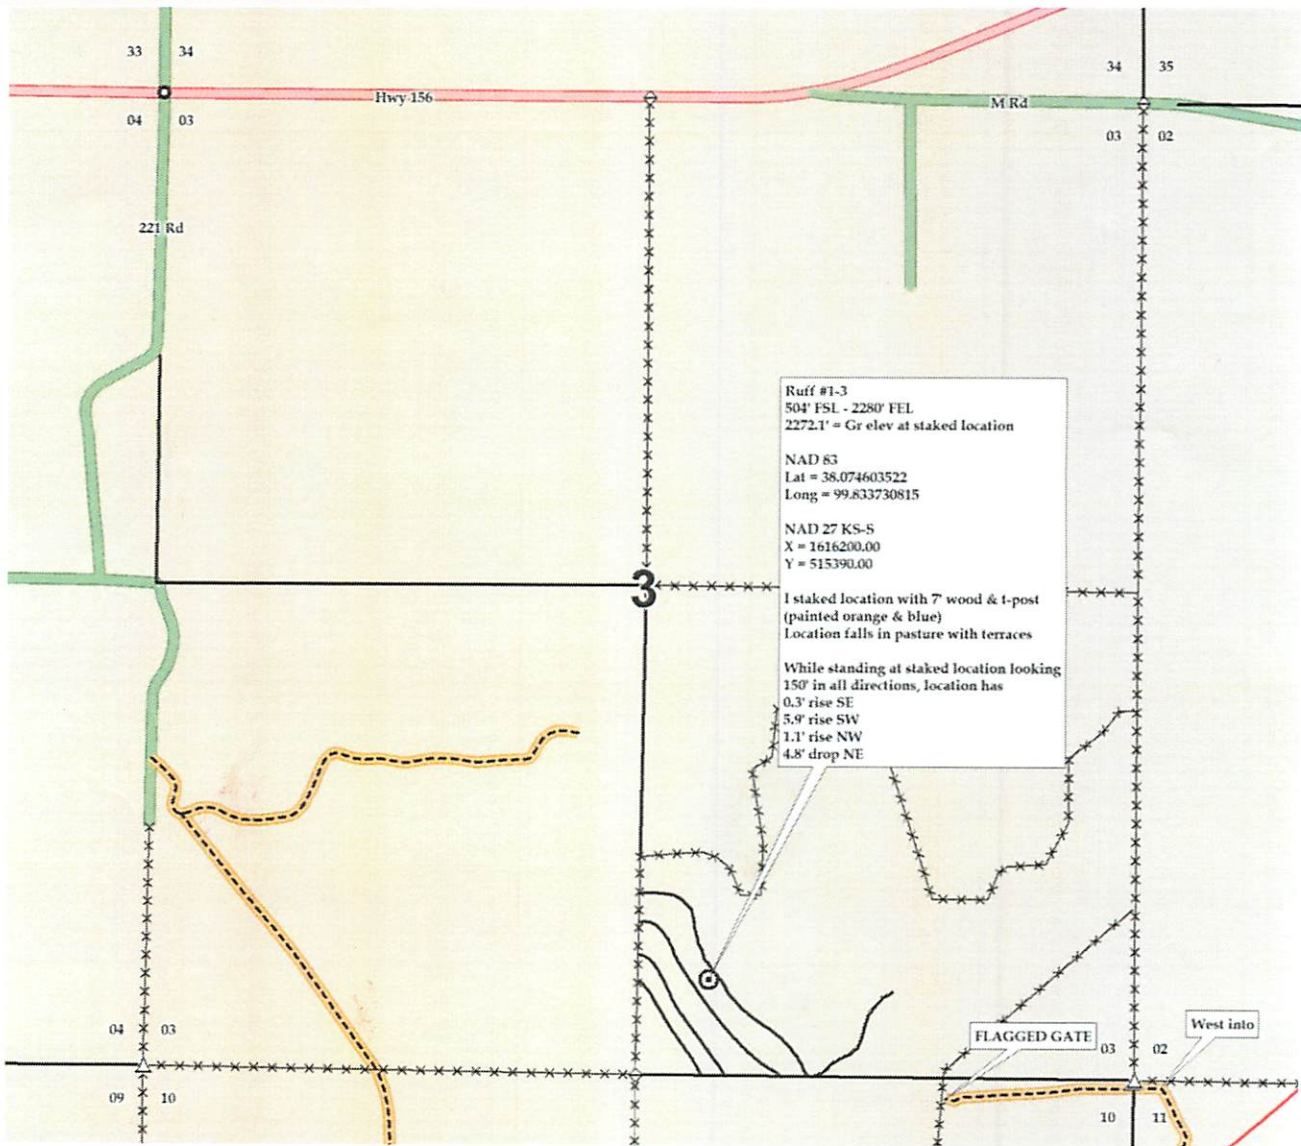 33 34
34 35
Hwy 156
M Rd
04 03
03 02
221 Rd
Ruff #1-3
504' FSL - 2280' FEL
2272.1' = Gr elev at staked location
NAD 83
Lat = 38.074603522
Long = 99.833730815
NAD 27 KS-S
X = 1616200.00
Y = 515390.00
3
I staked location with 7' wood & t-post
(painted orange & blue)
Location falls in pasture with terraces
While standing at staked location looking
150' in all directions, location has
0.3' rise SE
5.9' rise SW
1.1' rise NW
4.8' drop NE
West into
04 03
FLAGGED GATE
03 02
09 10
10 11